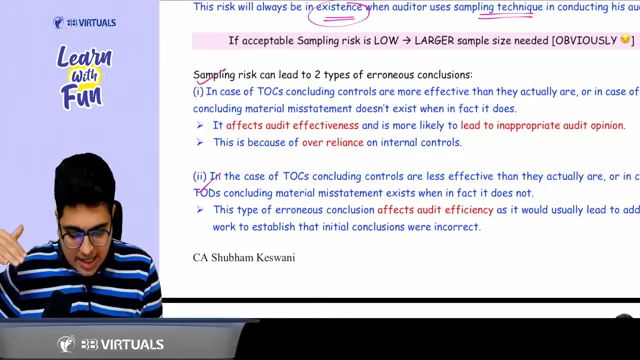 BB VIRTUALS
Learn
With
Fun
This risk will always be in existence when auditor uses sampling technique in conducting his au
If acceptable Sampling risk is LOW → LARGER sample size needed [OBVIOUSLY 😏]
Sampling risk can lead to 2 types of erroneous conclusions:
(i) In case of TOCs concluding controls are more effective than they actually are, or in case of
concluding material misstatement doesn't exist when in fact it does.
➢ It affects audit effectiveness and is more likely to lead to inappropriate audit opinion.
➢ This is because of over reliance on internal controls.
(ii) In the case of TOCs concluding controls are less effective than they actually are, or in c
TODs concluding material misstatement exists when in fact it does not.
➢ This type of erroneous conclusion affects audit efficiency as it would usually lead to add
work to establish that initial conclusions were incorrect.
CA Shubham Keswani
BB VIRTUALS